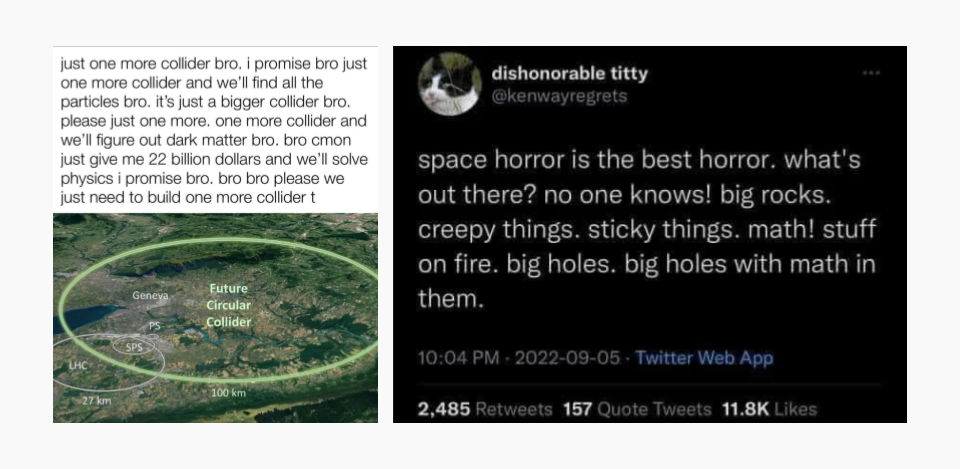 just one more collider bro. i promise bro just
one more collider and we'll find all the
particles bro. it's just a bigger collider bro.
please just one more. one more collider and
we'll figure out dark matter bro. bro cmon
just give me 22 billion dollars and we'll solve
physics i promise bro. bro bro please we
just need to build one more collider t
Geneva
Future
Circular
Collider
PS
SPS
LHC
27 km
100 km
dishonorable titty
@kenwayregrets
space horror is the best horror. what's
out there? no one knows! big rocks.
creepy things. sticky things. math! stuff
on fire. big holes. big holes with math in
them.
10:04 PM · 2022-09-05 · Twitter Web App
2,485 Retweets 157 Quote Tweets 11.8K Likes